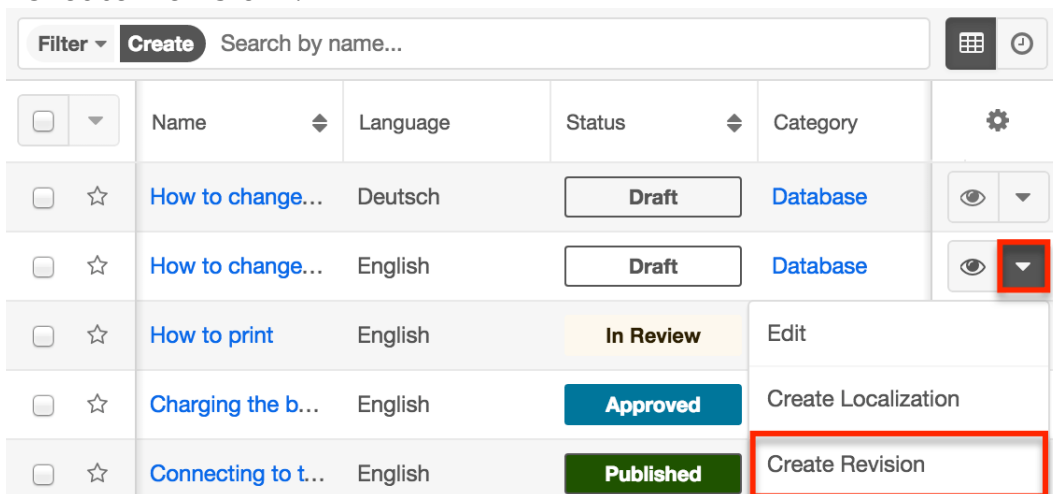 Filter Create Search by name...
Name Language Status Category
How to change... Deutsch Draft Database
How to change... English Draft Database
How to print English In Review Edit
Charging the b... English Approved Create Localization
Connecting to t... English Published Create Revision